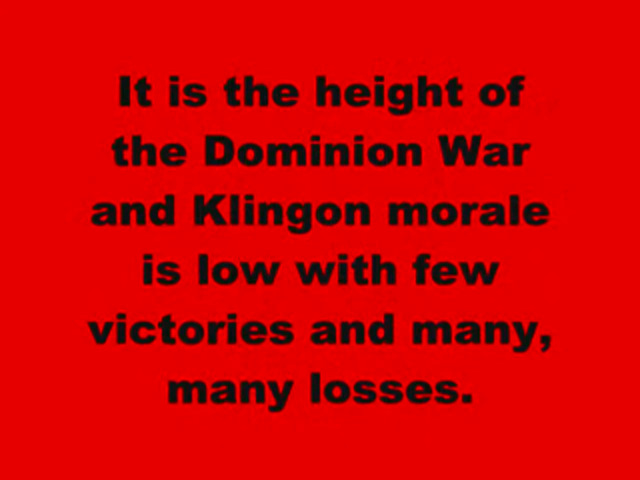 It is the height of
the Dominion War
and Klingon morale
is low with few
victories and many,
many losses.